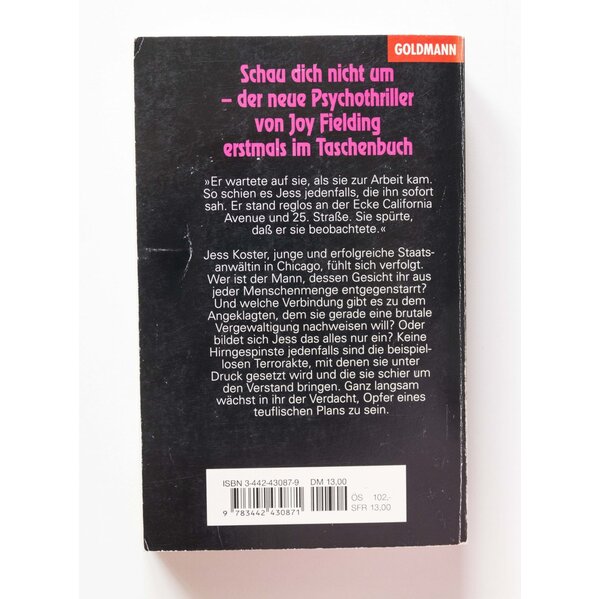 GOLDMANN
Schau dich nicht um
– der neue Psychothriller
von Joy Fielding
erstmals im Taschenbuch
»Er wartete auf sie, als sie zur Arbeit kam.
So schien es Jess jedenfalls, die ihn sofort
sah. Er stand reglos an der Ecke California
Avenue und 25. Straße. Sie spürte,
daß er sie beobachtete.«
Jess Koster, junge und erfolgreiche Staats-
anwältin in Chicago, fühlt sich verfolgt.
Wer ist der Mann, dessen Gesicht ihr aus
jeder Menschenmenge entgegenstarrt?
Und welche Verbindung gibt es zu dem
Angeklagten, dem sie gerade eine brutale
Vergewaltigung nachweisen will? Oder
bildet sich Jess das alles nur ein? Keine
Hirngespinste jedenfalls sind die beispiel-
losen Terrorakte, mit denen sie unter
Druck gesetzt wird und die sie schier um
den Verstand bringen. Ganz langsam
wächst in ihr der Verdacht, Opfer eines
teuflischen Plans zu sein.
ISBN 3-442-43087-9 DM 13,00
ÖS 102,-
SFR 13.00
9 783442 430871